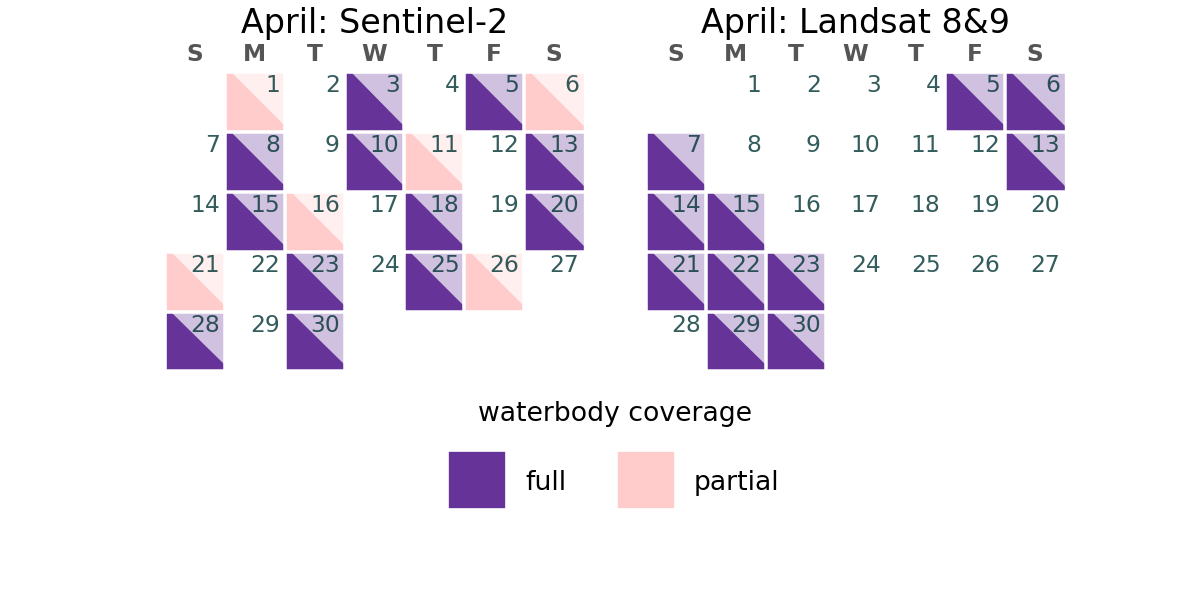 April: Sentinel-2
S M T W T F S
1 2 3 4 5 6
7 8 9 10 11 12 13
14 15 16 17 18 19 20
21 22 23 24 25 26 27
28 29 30
April: Landsat 8&9
S M T W T F S
1 2 3 4 5 6
7 8 9 10 11 12 13
14 15 16 17 18 19 20
21 22 23 24 25 26 27
28 29 30
waterbody coverage
full partial